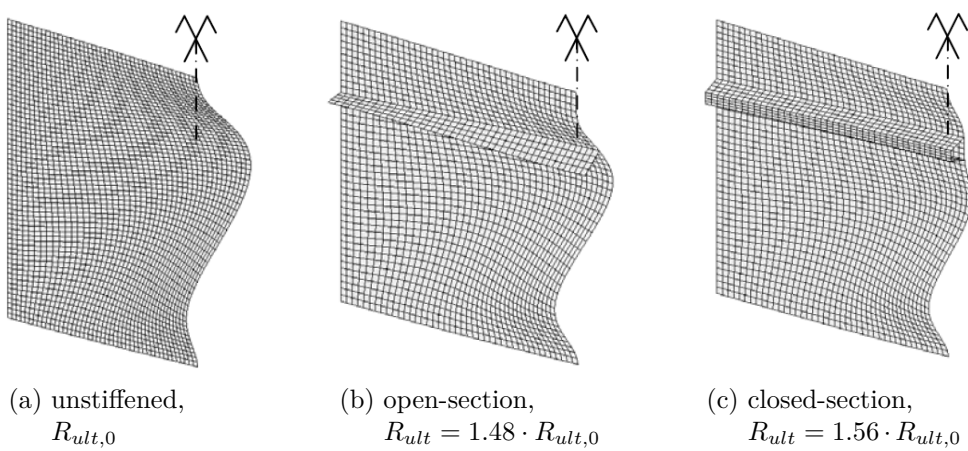 (a) unstiffened,
R_{ult,0}
(b) open-section,
R_{ult} = 1.48 · R_{ult,0}
(c) closed-section,
R_{ult} = 1.56 · R_{ult,0}